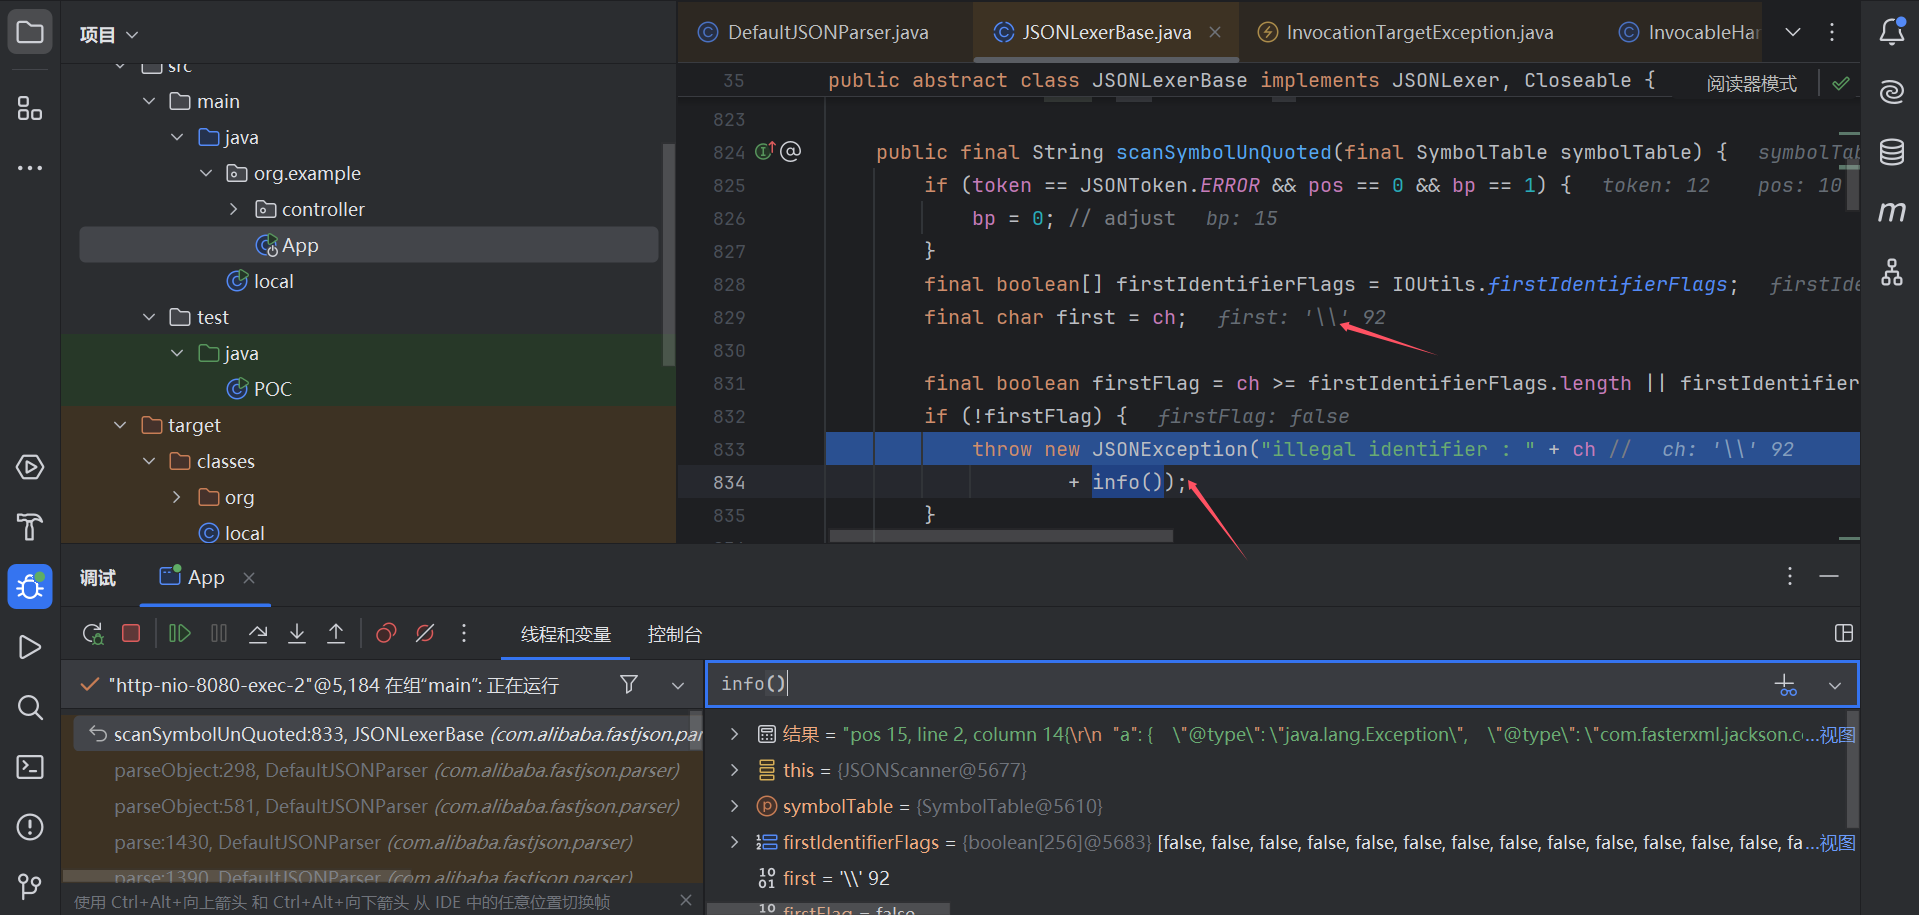 项目
src
main
java
org.example
controller
App
local
test
java
POC
target
classes
org
local
DefaultJSONParser.java
JSONLexerBase.java
InvocationTargetException.java
InvocableHar
35 public abstract class JSONLexerBase implements JSONLexer, Closeable {
阅读器模式
823
824 public final String scanSymbolUnQuoted(final SymbolTable symbolTable) { symbolTab
825 if (token == JSONToken.ERROR && pos == 0 && bp == 1) { token: 12 pos: 10
826 bp = 0; // adjust bp: 15
827 }
828 final boolean[] firstIdentifierFlags = IOUtils.firstIdentifierFlags; firstIde
829 final char first = ch; first: '\\' 92
830
831 final boolean firstFlag = ch >= firstIdentifierFlags.length || firstIdentifier
832 if (!firstFlag) { firstFlag: false
833 throw new JSONException("illegal identifier : " + ch // ch: '\\' 92
834 + info());
835 }
调试
App
线程和变量
控制台
"http-nio-8080-exec-2"@5,184 在组"main": 正在运行
scanSymbolUnQuoted:833, JSONLexerBase (com.alibaba.fastjson.par
parseObject:298, DefaultJSONParser (com.alibaba.fastjson.parser)
parseObject:581, DefaultJSONParser (com.alibaba.fastjson.parser)
parse:1430, DefaultJSONParser (com.alibaba.fastjson.parser)
parse:1390, DefaultJSONParser (com.alibaba.fastjson.parser)
使用 Ctrl+Alt+向上箭头 和 Ctrl+Alt+向下箭头 从 IDE 中的任意位置切换帧
info()
结果 = "pos 15, line 2, column 14{\r\n "a": { \"@type\": \"java.lang.Exception\", \"@type\": \"com.fasterxml.jackson.c...视图
this = {JSONScanner@5677}
symbolTable = {SymbolTable@5610}
firstIdentifierFlags = {boolean[256]@5683} [false, false, false, false, false, false, false, false, false, false, false, false, false, fa...视图
first = '\\' 92
firstFlag = false